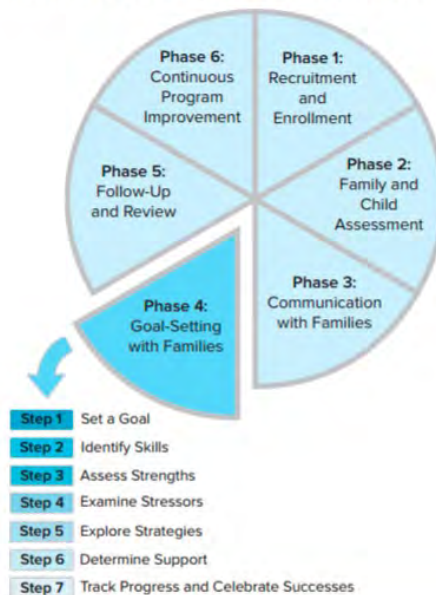 Phase 6:
Continuous
Program
Improvement
Phase 1:
Recruitment
and
Enrollment
Phase 2:
Family and
Child
Assessment
Phase 3:
Communication
with Families
Phase 4:
Goal-Setting
with Families
Phase 5:
Follow-Up
and Review
Step 1 Set a Goal
Step 2 Identify Skills
Step 3 Assess Strengths
Step 4 Examine Stressors
Step 5 Explore Strategies
Step 6 Determine Support
Step 7 Track Progress and Celebrate Successes